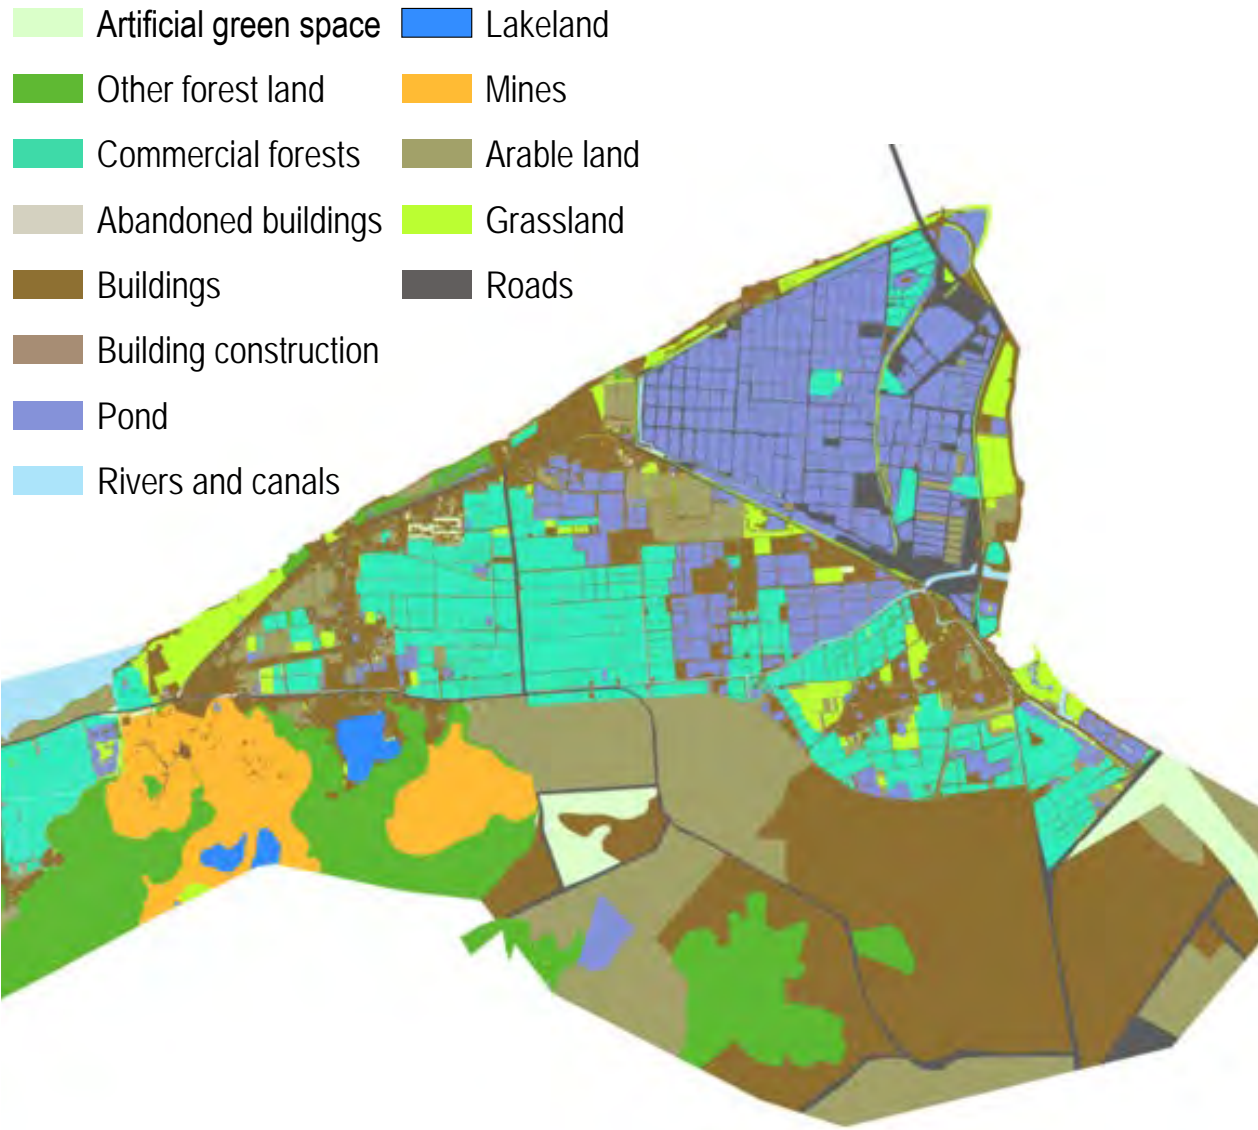 Artificial green space
Other forest land
Commercial forests
Abandoned buildings
Buildings
Building construction
Pond
Rivers and canals
Lakeland
Mines
Arable land
Grassland
Roads